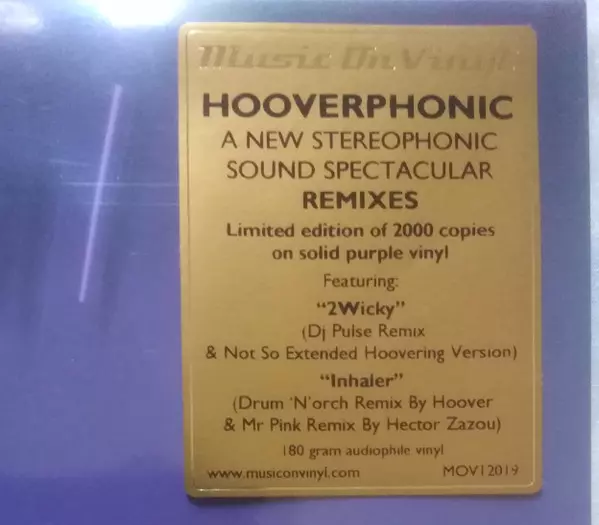 Music On Vinyl
HOOVERPHONIC
A NEW STEREOPHONIC
SOUND SPECTACULAR
REMIXES
Limited edition of 2000 copies
on solid purple vinyl
Featuring:
“2Wicky”
(Dj Pulse Remix
& Not So Extended Hoovering Version)
“Inhaler”
(Drum ‘N’orch Remix By Hoover
& Mr Pink Remix By Hector Zazou)
180 gram audiophile vinyl
www.musiconvinyl.com MOV12019